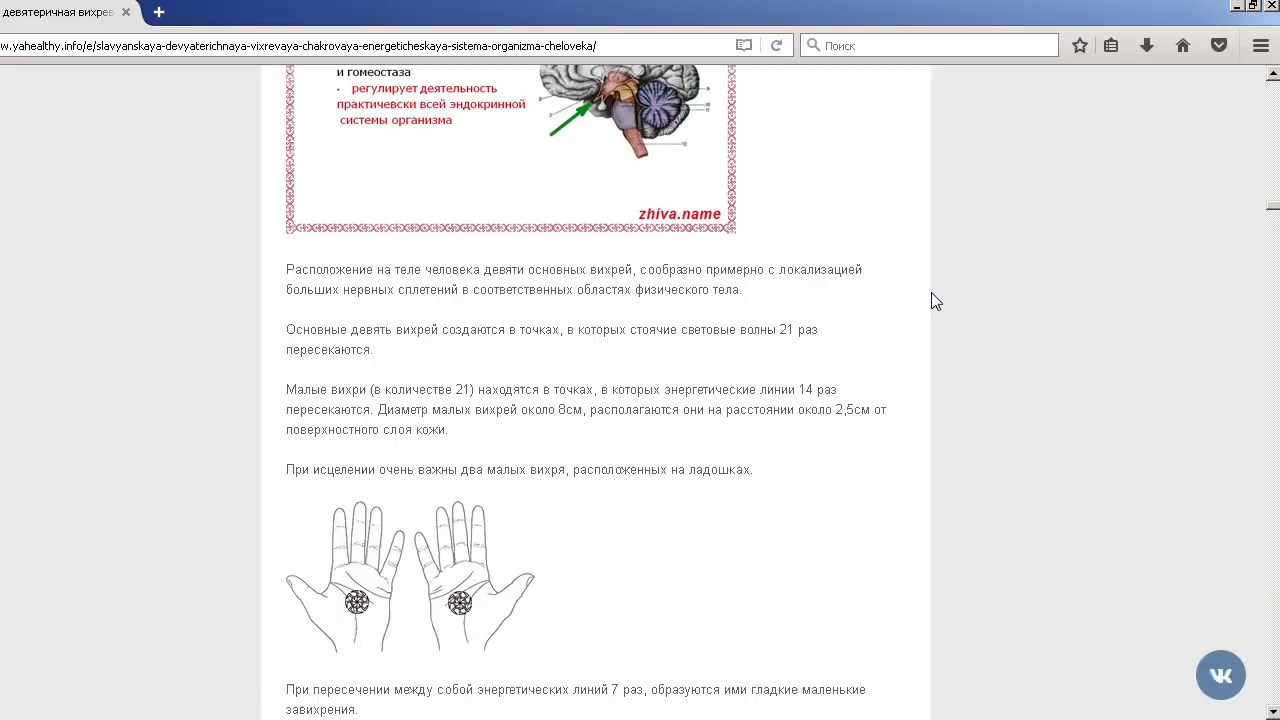 девятеричная вихрев
w.yahealthy.info/e/slavyanskaya-devyaterichnaya-vixrevaya-chakrovaya-energeticheskaya-sistema-organizma-cheloveka/
Поиск
и гомеостаза
• регулирует деятельность
практичевски всей эндокринной
системы организма
12
zhiva.name
Расположение на теле человека девяти основных вихрей, сообразно примерно с локализацией
больших нервных сплетений в соответственных областях физического тела.
Основные девять вихрей создаются в точках, в которых стоячие световые волны 21 раз
пересекаются.
Малые вихри (в количестве 21) находятся в точках, в которых энергетические линии 14 раз
пересекаются. Диаметр малых вихрей около 8см, располагаются они на расстоянии около 2,5см от
поверхностного слоя кожи.
При исцелении очень важны два малых вихря, расположенных на ладошках.
При пересечении между собой энергетических линий 7 раз, образуются ими гладкие маленькие
завихрения.